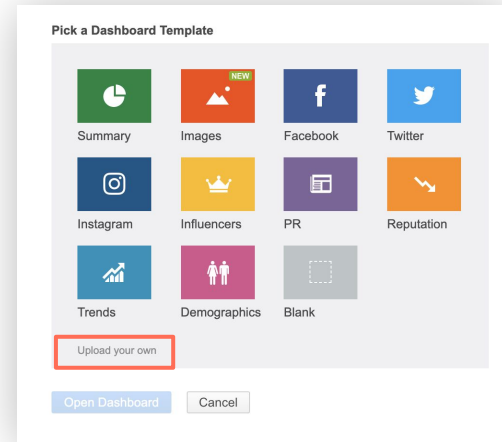 Pick a Dashboard Template
NEW
Summary Images Facebook Twitter
Instagram Influencers PR Reputation
Trends Demographics Blank
Upload your own
Open Dashboard Cancel